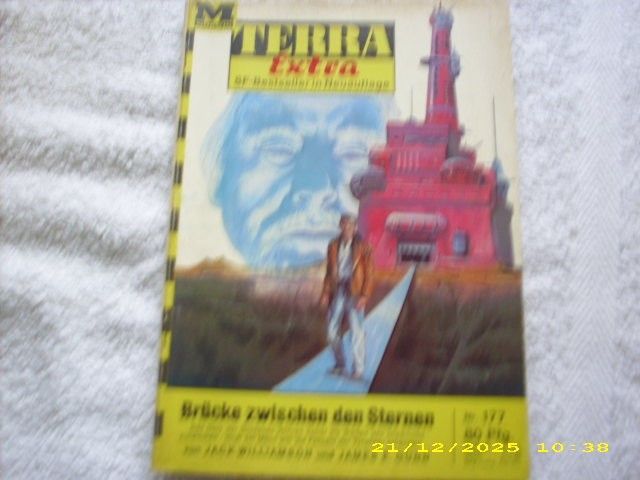 M
TERRA
Extra
SF-Bestseller in Neuauflage
Brücke zwischen den Sternen
Nr. 177
80 Pfg
von JACK WILLIAMSON und JAMES E. GUNN
21/12/2025 10:38